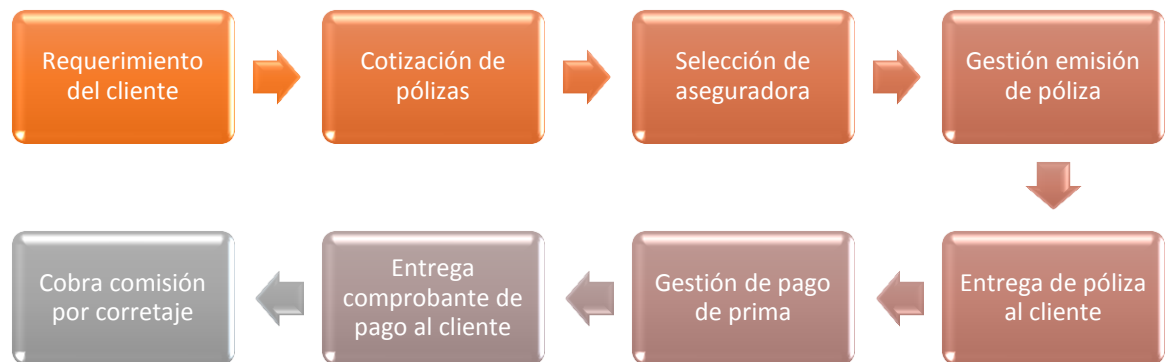 Requerimiento
del cliente
Cotización de
pólizas
Selección de
aseguradora
Gestión emisión
de póliza
Entrega de póliza
al cliente
Gestión de pago
de prima
Entrega
comprobante de
pago al cliente
Cobra comisión
por corretaje